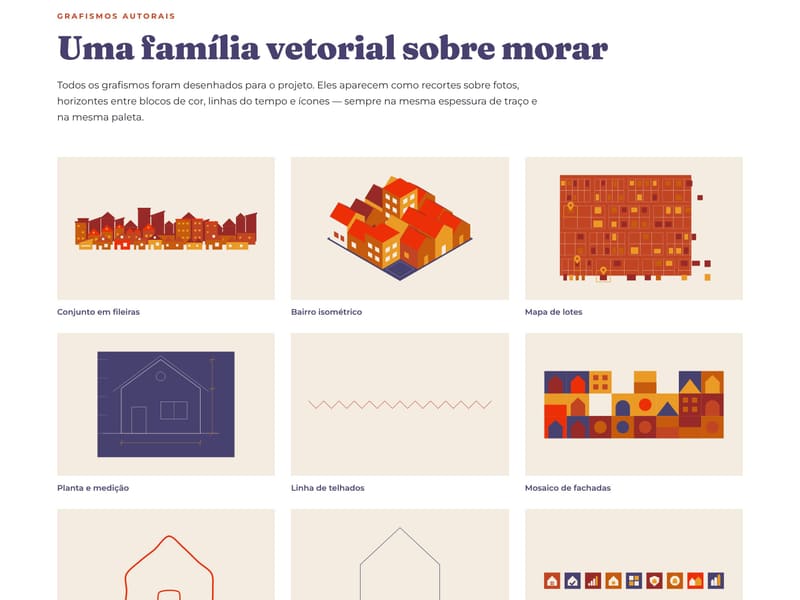 GRAFISMOS AUTORAIS
Uma família vetorial sobre morar
Todos os grafismos foram desenhados para o projeto. Eles aparecem como recortes sobre fotos,
horizontes entre blocos de cor, linhas do tempo e ícones — sempre na mesma espessura de traço e
na mesma paleta.
Conjunto em fileiras
Bairro isométrico
Mapa de lotes
Planta e medição
Linha de telhados
Mosaico de fachadas